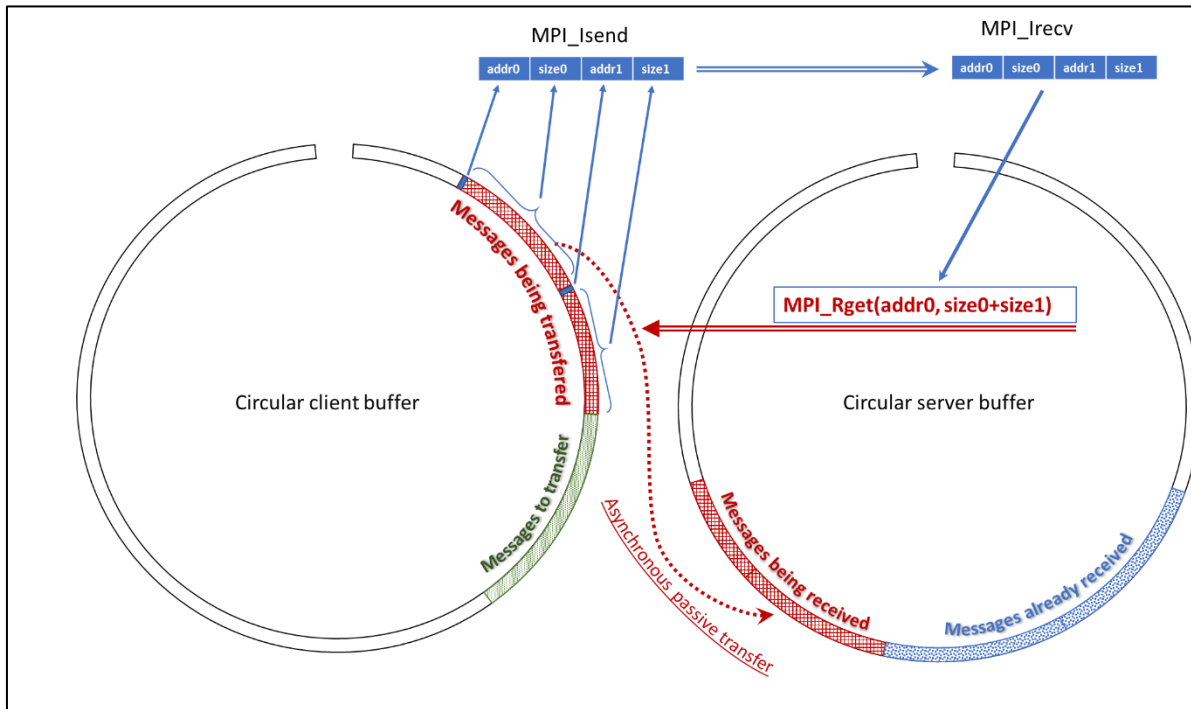 MPI_Isend
MPI_Irecv
addr0 size0 addr1 size1
addr0 size0 addr1 size1
Messages being transfered
MPI_Rget(addr0, size0+size1)
Circular client buffer
Circular server buffer
Messages to transfer
Asynchronous passive transfer
Messages being received
Messages already received